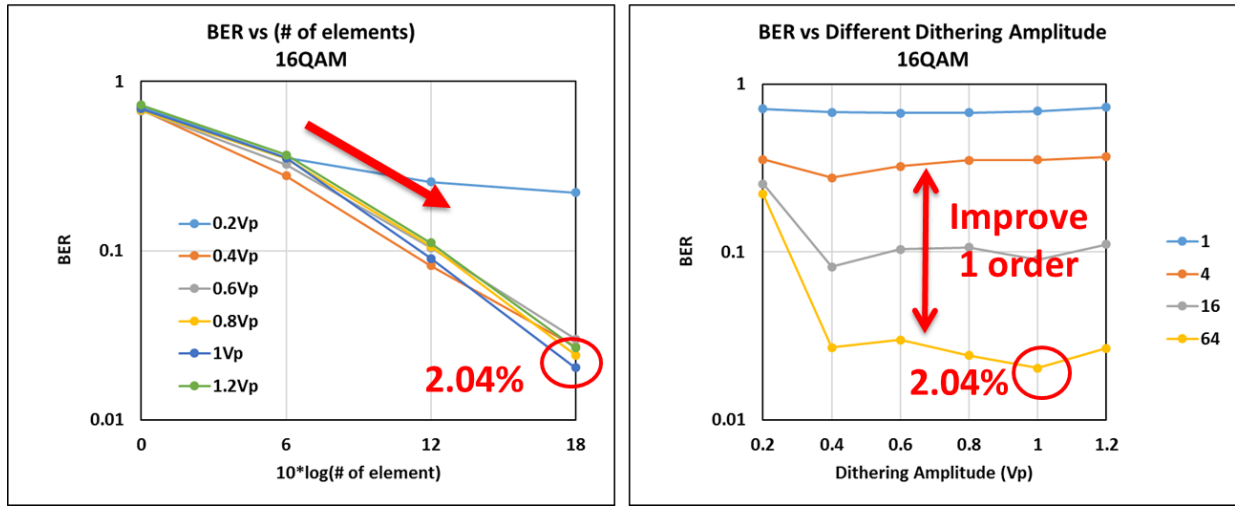 BER vs (# of elements)
16QAM
1
0.1
0.01
BER
0.2Vp
0.4Vp
0.6Vp
0.8Vp
1Vp
1.2Vp
2.04%
0
6
12
18
10*log(# of element)
BER vs Different Dithering Amplitude
16QAM
1
0.1
0.01
BER
Improve
1 order
2.04%
1
4
16
64
0.2
0.4
0.6
0.8
1
1.2
Dithering Amplitude (Vp)